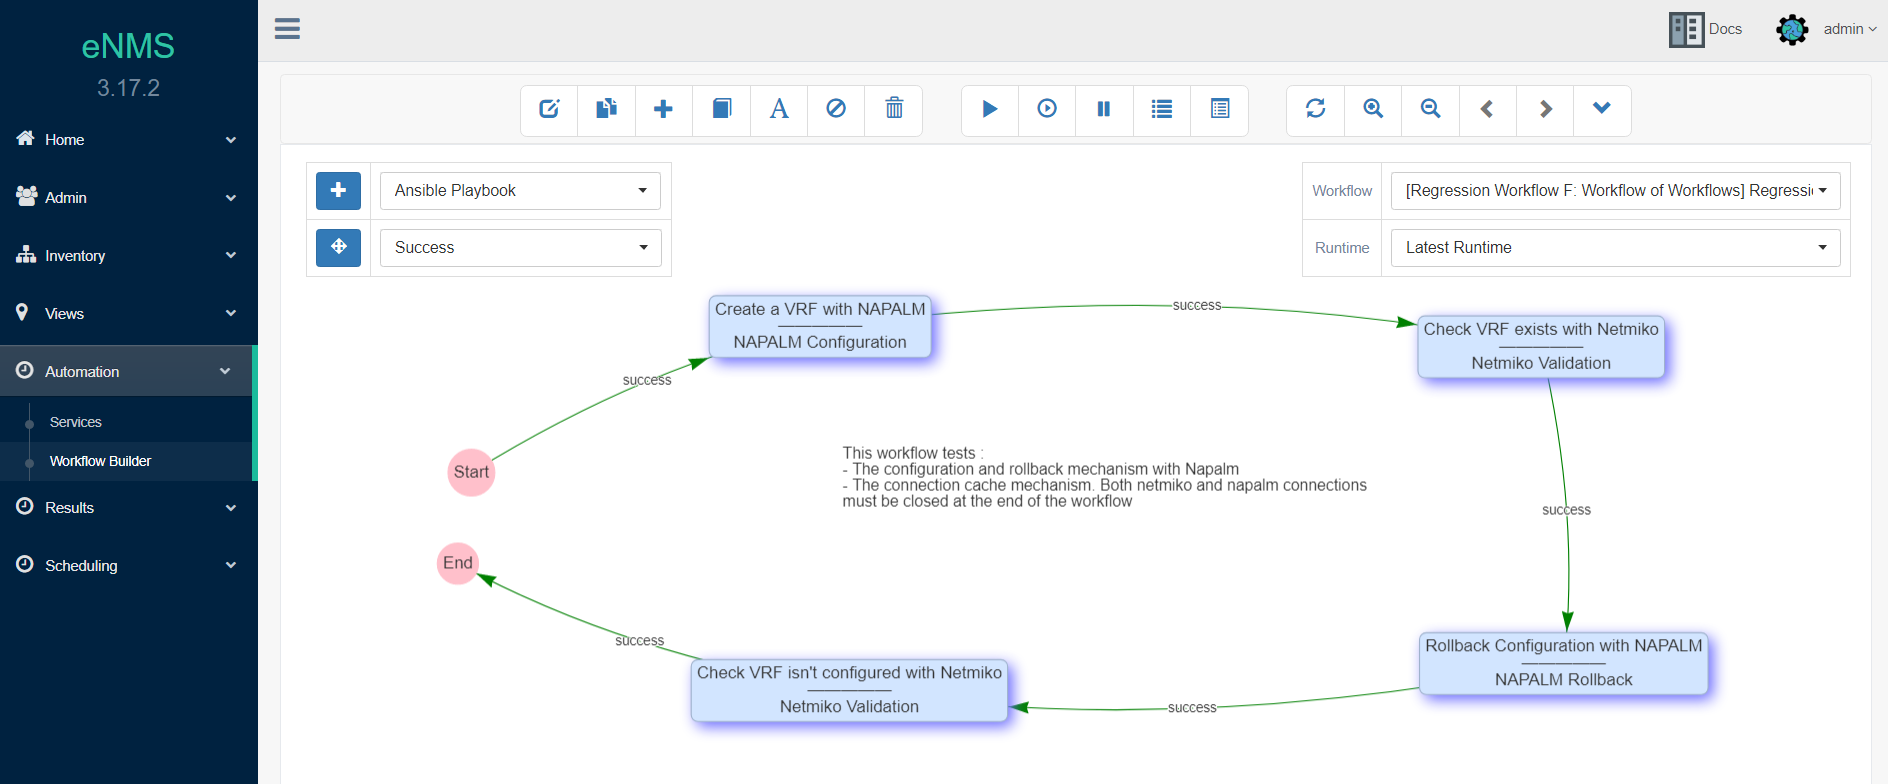 eNMS
3.17.2
Home
Admin
Inventory
Views
Automation
Services
Workflow Builder
Results
Scheduling
Docs
admin
A
Ansible Playbook
Success
Workflow
[Regression Workflow F: Workflow of Workflows] Regressi
Runtime
Latest Runtime
Create a VRF with NAPALM
NAPALM Configuration
success
Check VRF exists with Netmiko
Netmiko Validation
success
Start
This workflow tests :
- The configuration and rollback mechanism with Napalm
- The connection cache mechanism. Both netmiko and napalm connections
must be closed at the end of the workflow
success
End
success
Rollback Configuration with NAPALM
NAPALM Rollback
Check VRF isn't configured with Netmiko
Netmiko Validation
success